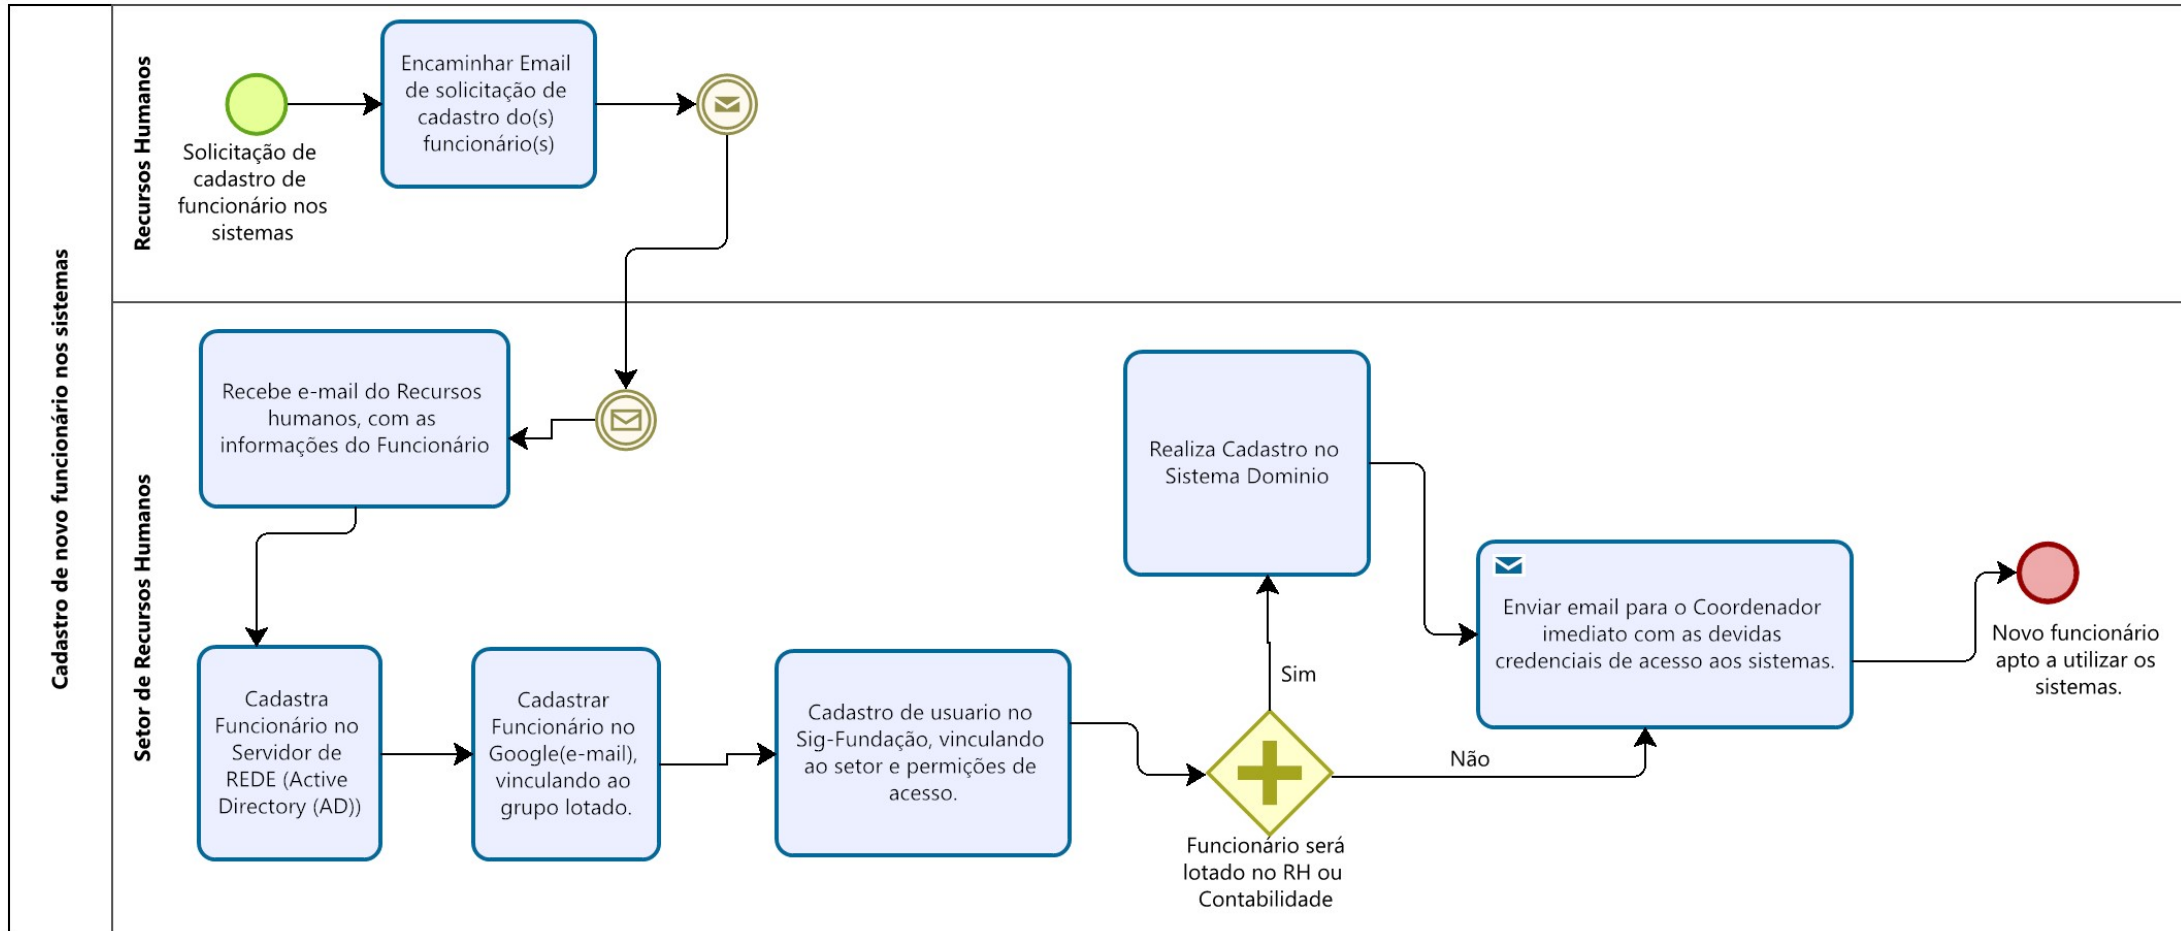 Cadastro de novo funcionário nos sistemas
Recursos Humanos
Solicitação de
cadastro de
funcionário nos
sistemas
Encaminhar Email
de solicitação de
cadastro do(s)
funcionário(s)
Setor de Recursos Humanos
Recebe e-mail do Recursos
humanos, com as
informações do Funcionário
Cadastra
Funcionário no
Servidor de
REDE (Active
Directory (AD))
Cadastrar
Funcionário no
Google(e-mail),
vinculando ao
grupo lotado.
Cadastro de usuario no
Sig-Fundação, vinculando
ao setor e permições de
acesso.
Funcionário será
lotado no RH ou
Contabilidade
Sim
Realiza Cadastro no
Sistema Dominio
Não
Enviar email para o Coordenador
imediato com as devidas
credenciais de acesso aos sistemas.
Novo funcionário
apto a utilizar os
sistemas.